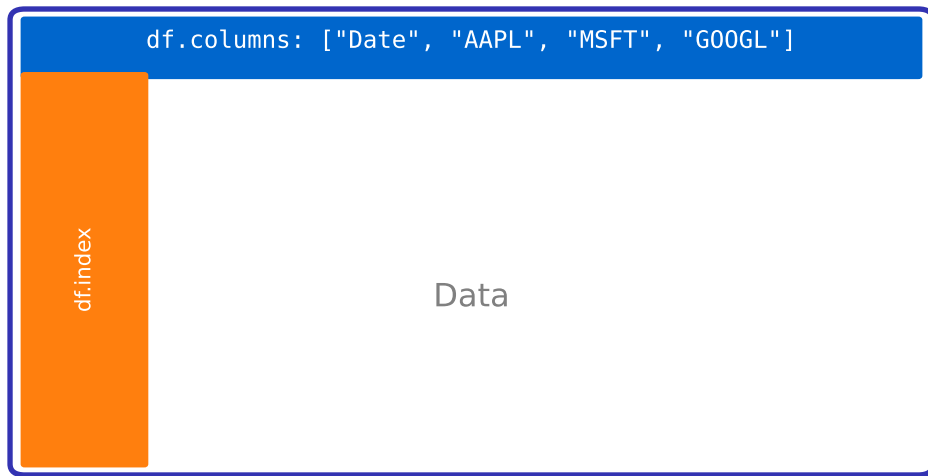 df.columns: ["Date", "AAPL", "MSFT", "GOOGL"]
df.index
Data